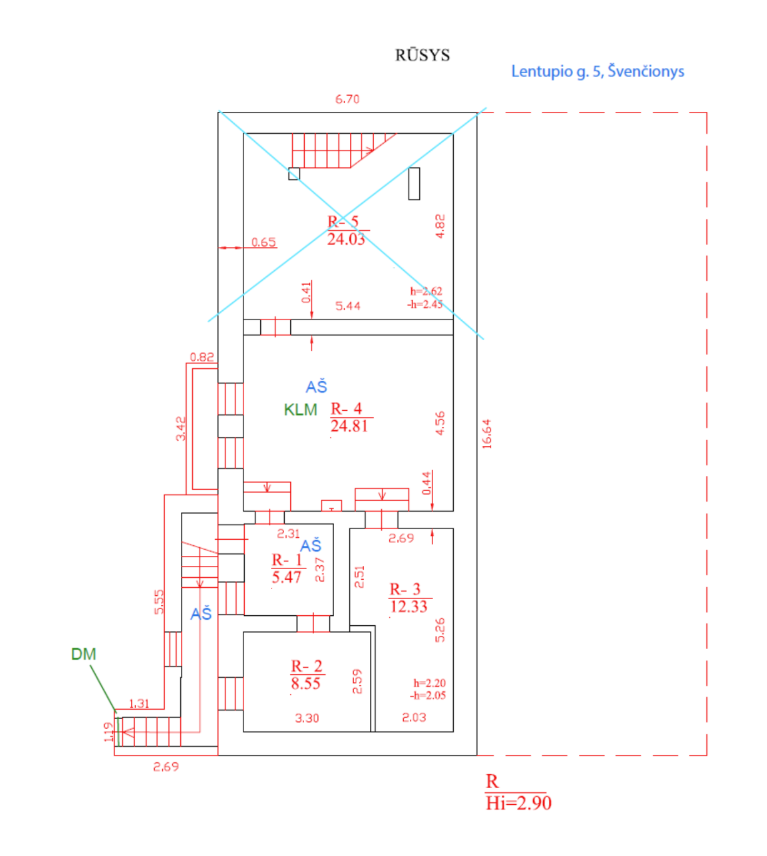 RŪSYS
Lentupio g. 5, Švenčionys
6.70
R- 5
24.03
4.82
0.65
h=2.62
-h=2.45
0.41
5.44
0.82
AŠ
KLM
R- 4
24.81
4.56
3.42
16.64
0.44
2.31
2.69
AŠ
R- 1
5.47
2.37
2.51
R- 3
12.33
5.55
AŠ
5.26
DM
R- 2
8.55
2.59
h=2.20
-h=2.05
1.31
3.30
2.03
1.19
2.69
R
Hi=2.90